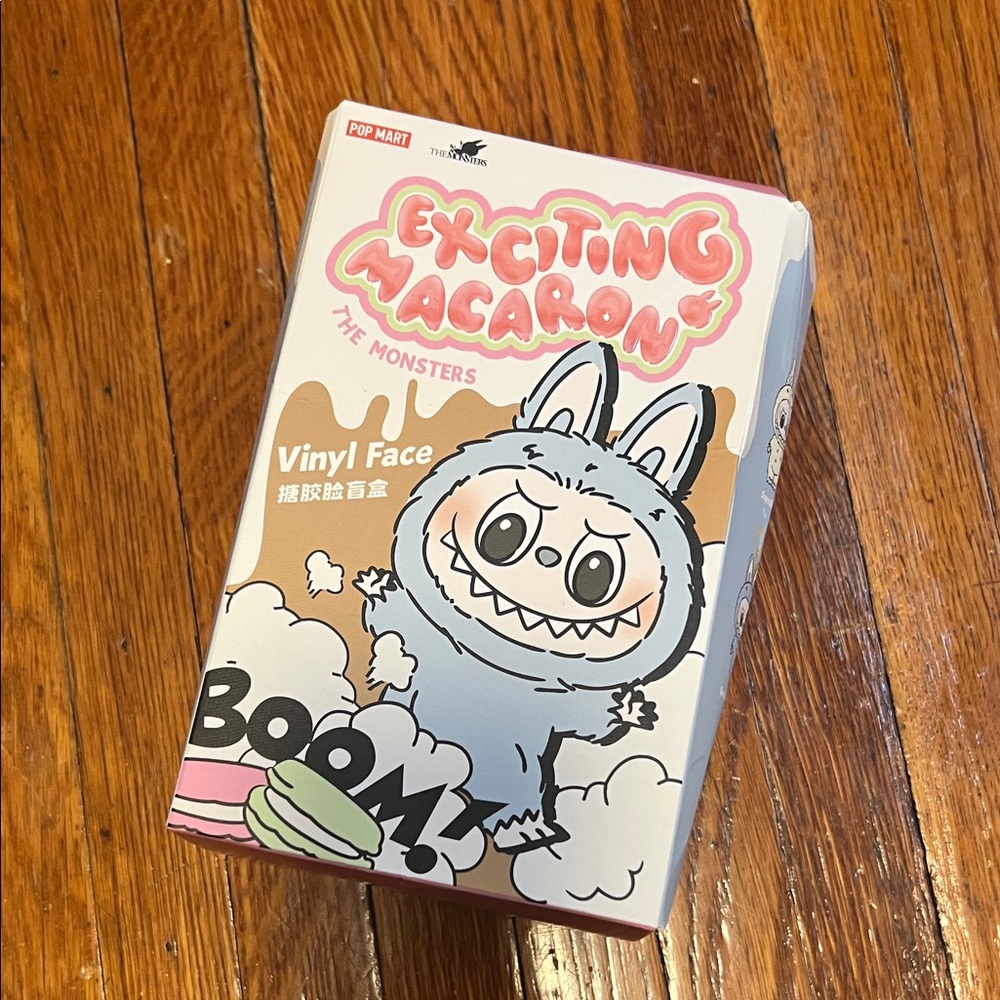 POP MART
THE MONSTERS
EXCITING
MACARON
THE MONSTERS
Vinyl Face
搪胶脸盲盒
BOOM!